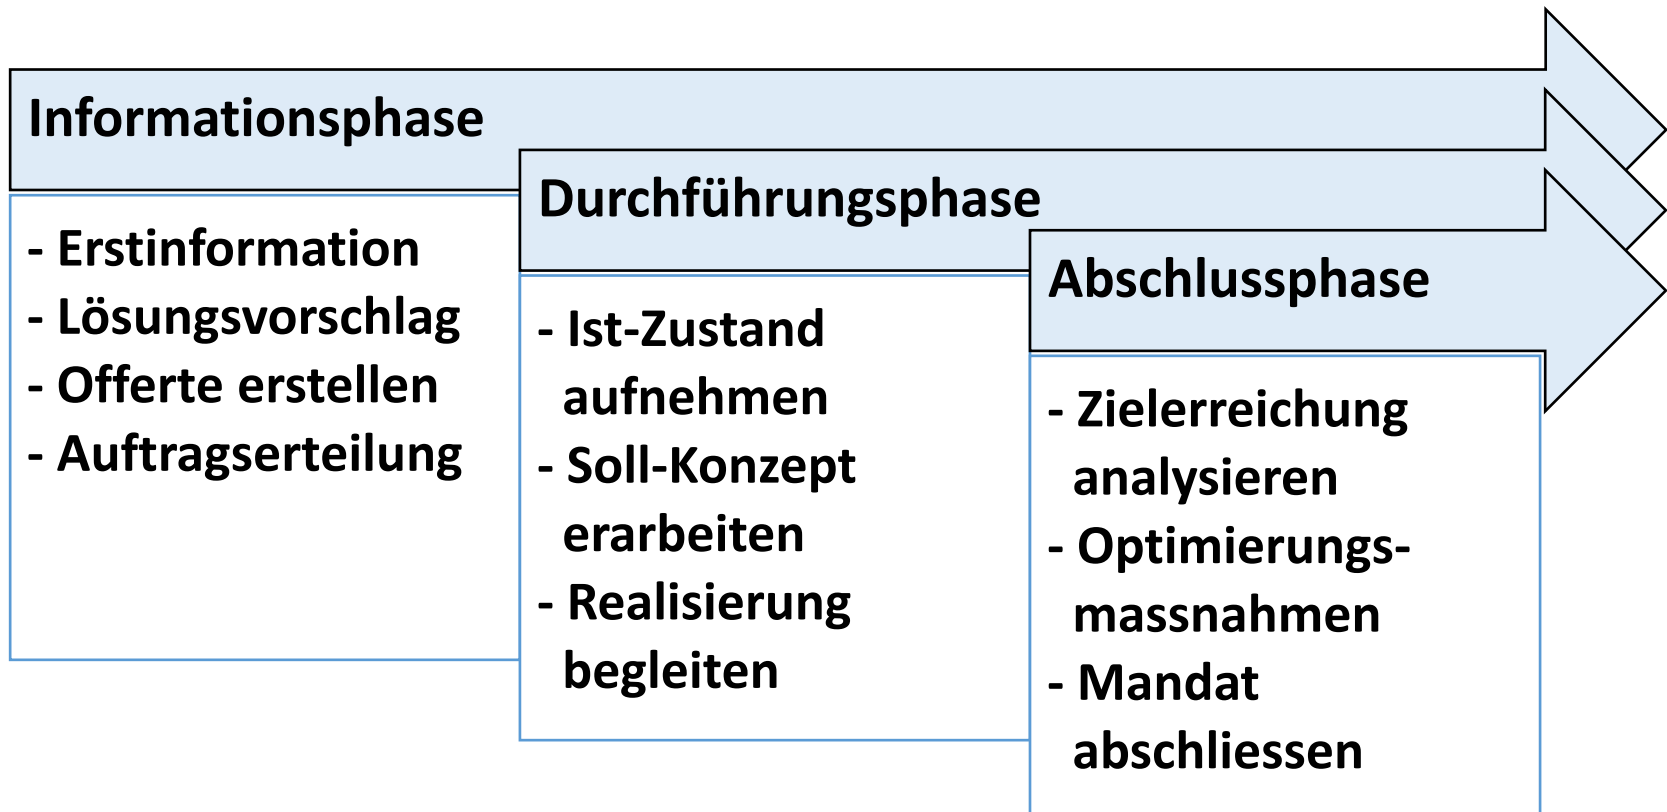 Informationsphase
- Erstinformation
- Lösungsvorschlag
- Offerte erstellen
- Auftragserteilung
Durchführungsphase
- Ist-Zustand
aufnehmen
- Soll-Konzept
erarbeiten
- Realisierung
begleiten
Abschlussphase
- Zielerreichung
analysieren
- Optimierungs-
massnahmen
- Mandat
abschliessen